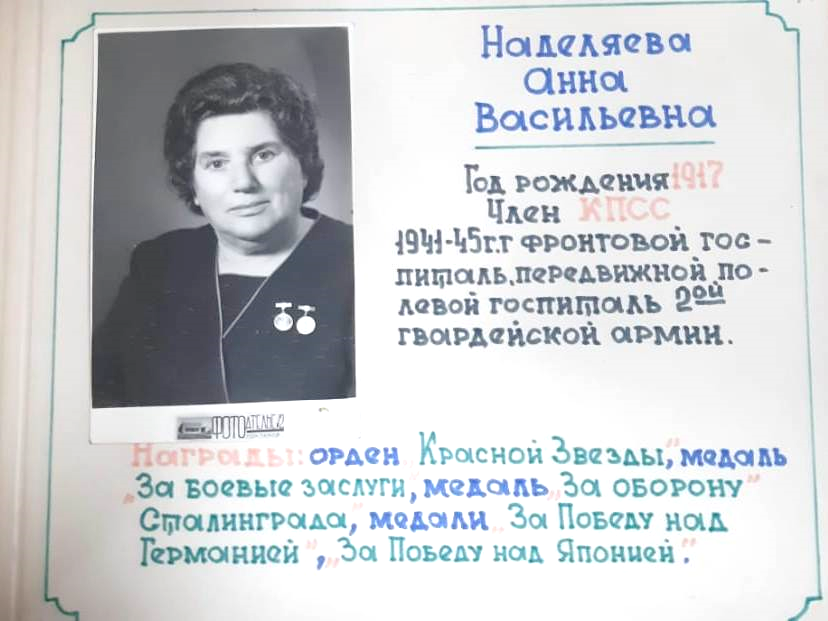 Наделяева
Анна
Васильевна
Год рождения 1917
Член КПСС
1941-45г.г фронтовой гос-
питаль, передвижной по-
левой госпиталь 2ой
гвардейской армии.
ФОТО АТЕЛЬЕ
Награды: орден „Красной Звезды", медаль
„За боевые заслуги, медаль „За оборону"
Сталинграда, медали „За Победу над
Германией", „За Победу над Японией".